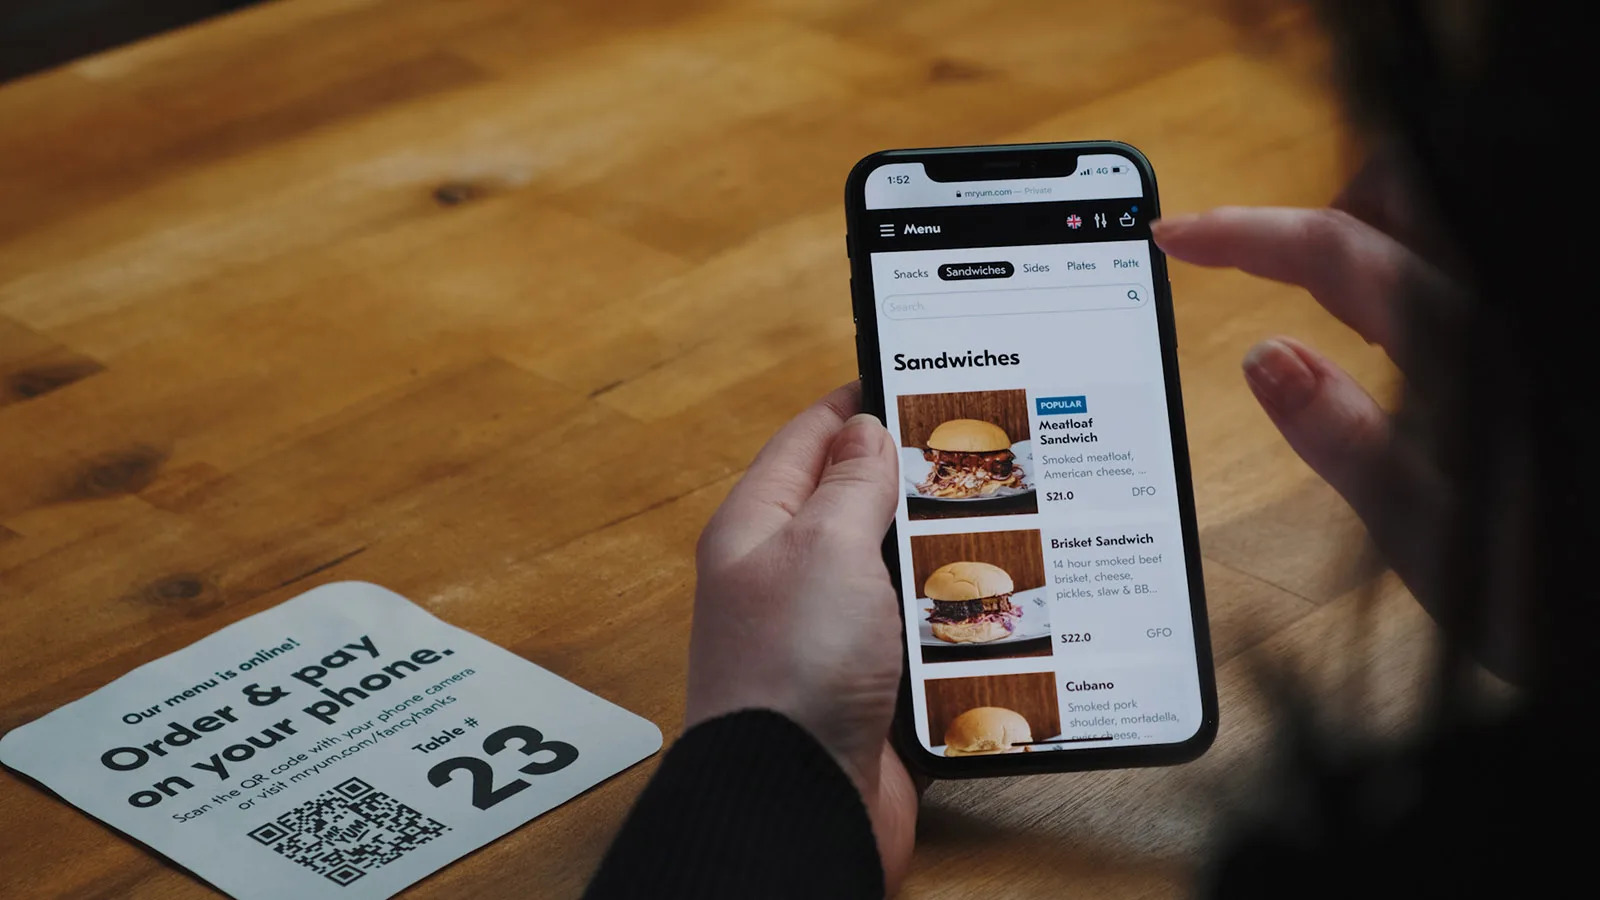 Our menu is online!
Order & pay
on your phone.
Scan the QR code with your phone camera
or visit mryum.com/fancyhanks
Table #
23
MR
YUM
1:52
4G
mryum.com — Private
Menu
Snacks Sandwiches Sides Plates Platte
Search...
Sandwiches
POPULAR
Meatloaf
Sandwich
Smoked meatloaf,
American cheese, ...
$21.0 DFO
Brisket Sandwich
14 hour smoked beef
brisket, cheese,
pickles, slaw & BB...
$22.0 GFO
Cubano
Smoked pork
shoulder, mortadella,
swiss cheese, ...